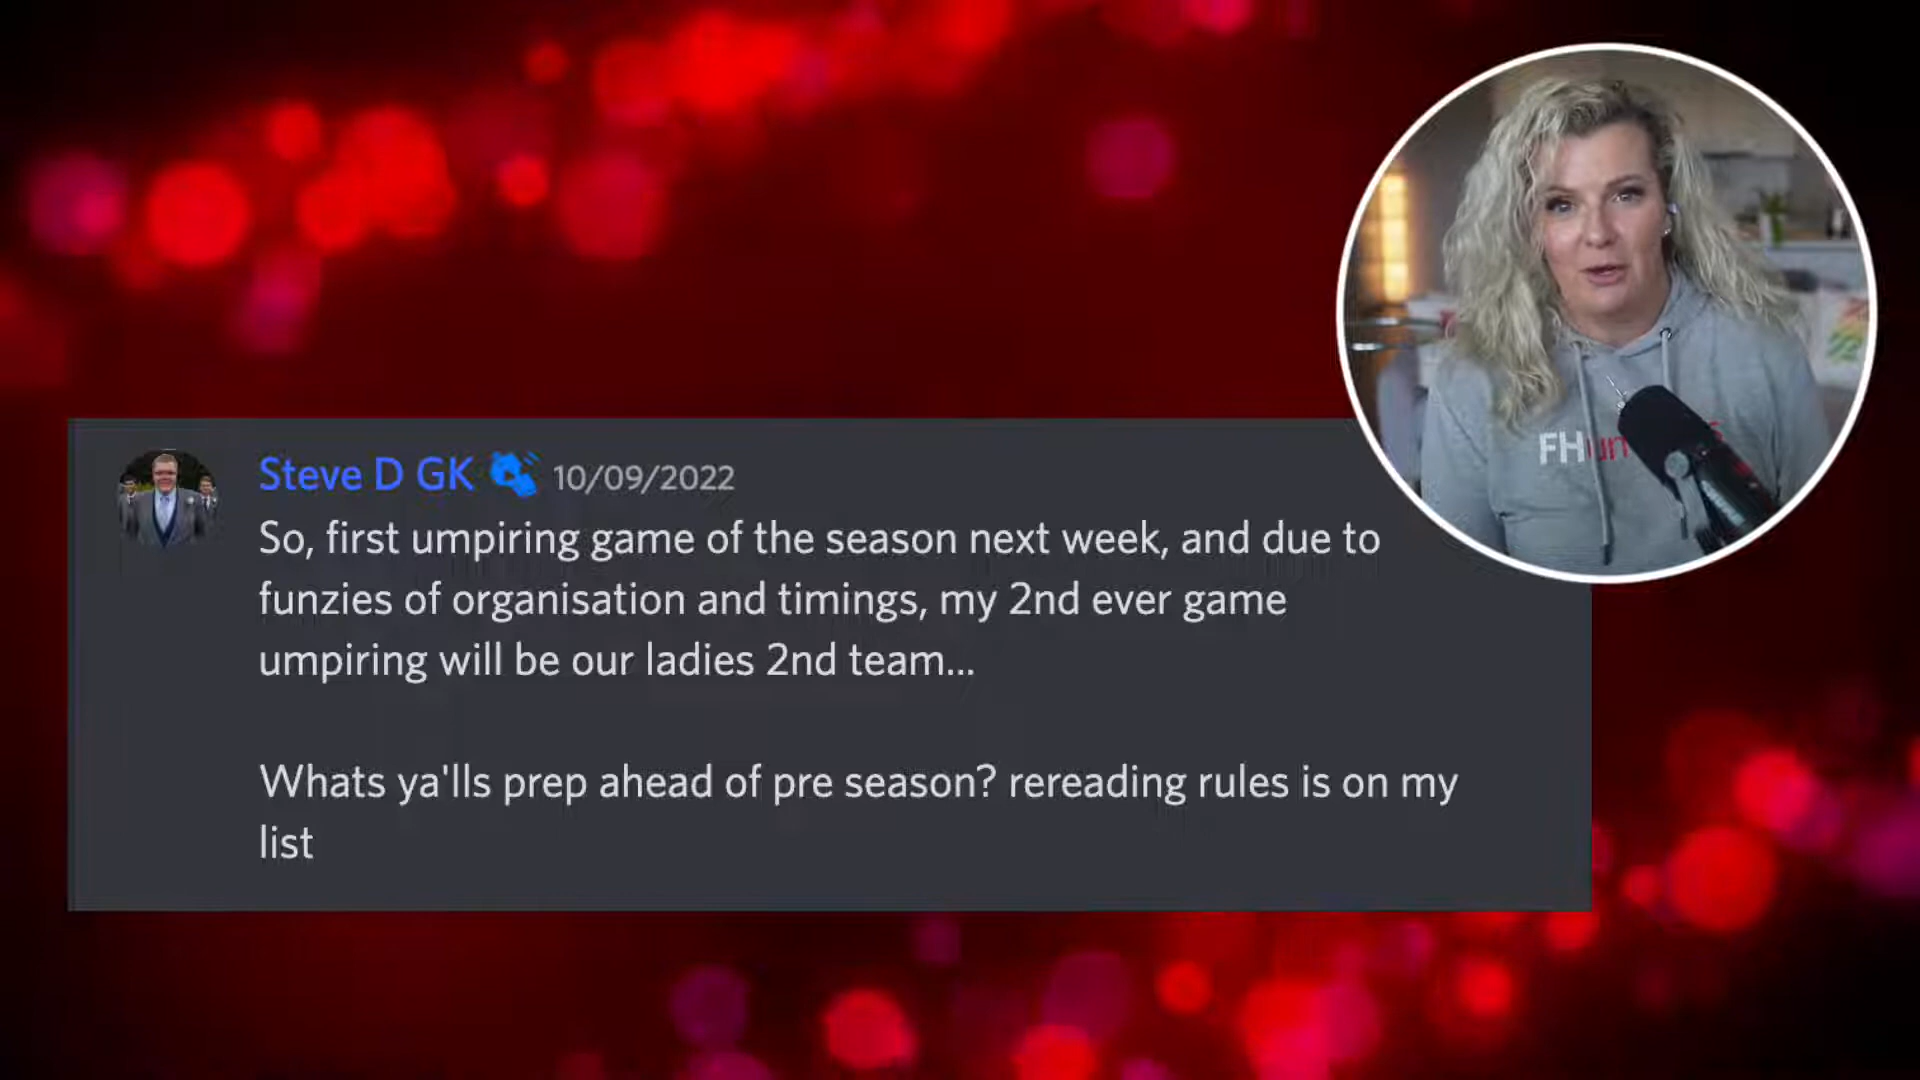 Steve D GK 10/09/2022
So, first umpiring game of the season next week, and due to
funzies of organisation and timings, my 2nd ever game
umpiring will be our ladies 2nd team...
Whats ya'lls prep ahead of pre season? rereading rules is on my
list